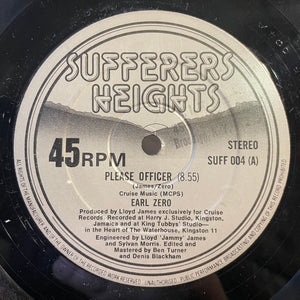 SUFFERERS
HEIGHTS
45 RPM
STEREO
SUFF 004 (A)
PLEASE OFFICER (8.55)
(James/Zero)
Cruise Music (MCPS)
EARL ZERO
Produced by Lloyd James exclusively for Cruise
Records. Recorded at Harry J. Studio, Kingston,
Jamaica and at King Tubbys' Studio—
in the Heart of The Waterhouse, Kingston 11
Engineered by Lloyd 'Jammy' James
and Sylvan Morris. Edited and
Mastered by Ben Turner
and Denis Blackham